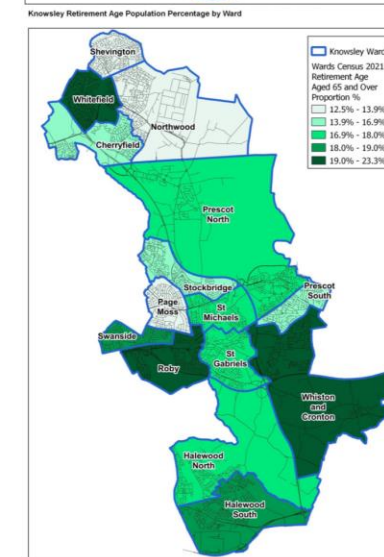 Knowsley Retirement Age Population Percentage by Ward
Knowsley Ward
Wards Census 2021
Retirement Age
Aged 65 and Over
Proportion %
12.5% - 13.9%
13.9% - 16.9%
16.9% - 18.0%
18.0% - 19.0%
19.0% - 23.3%
Shevington
Whitefield
Northwood
Cherryfield
Prescot
North
Stockbridge
Prescot
South
Page
Moss
St
Michaels
Swanside
St
Gabriels
Roby
Whiston
and
Cronton
Halewood
North
Halewood
South